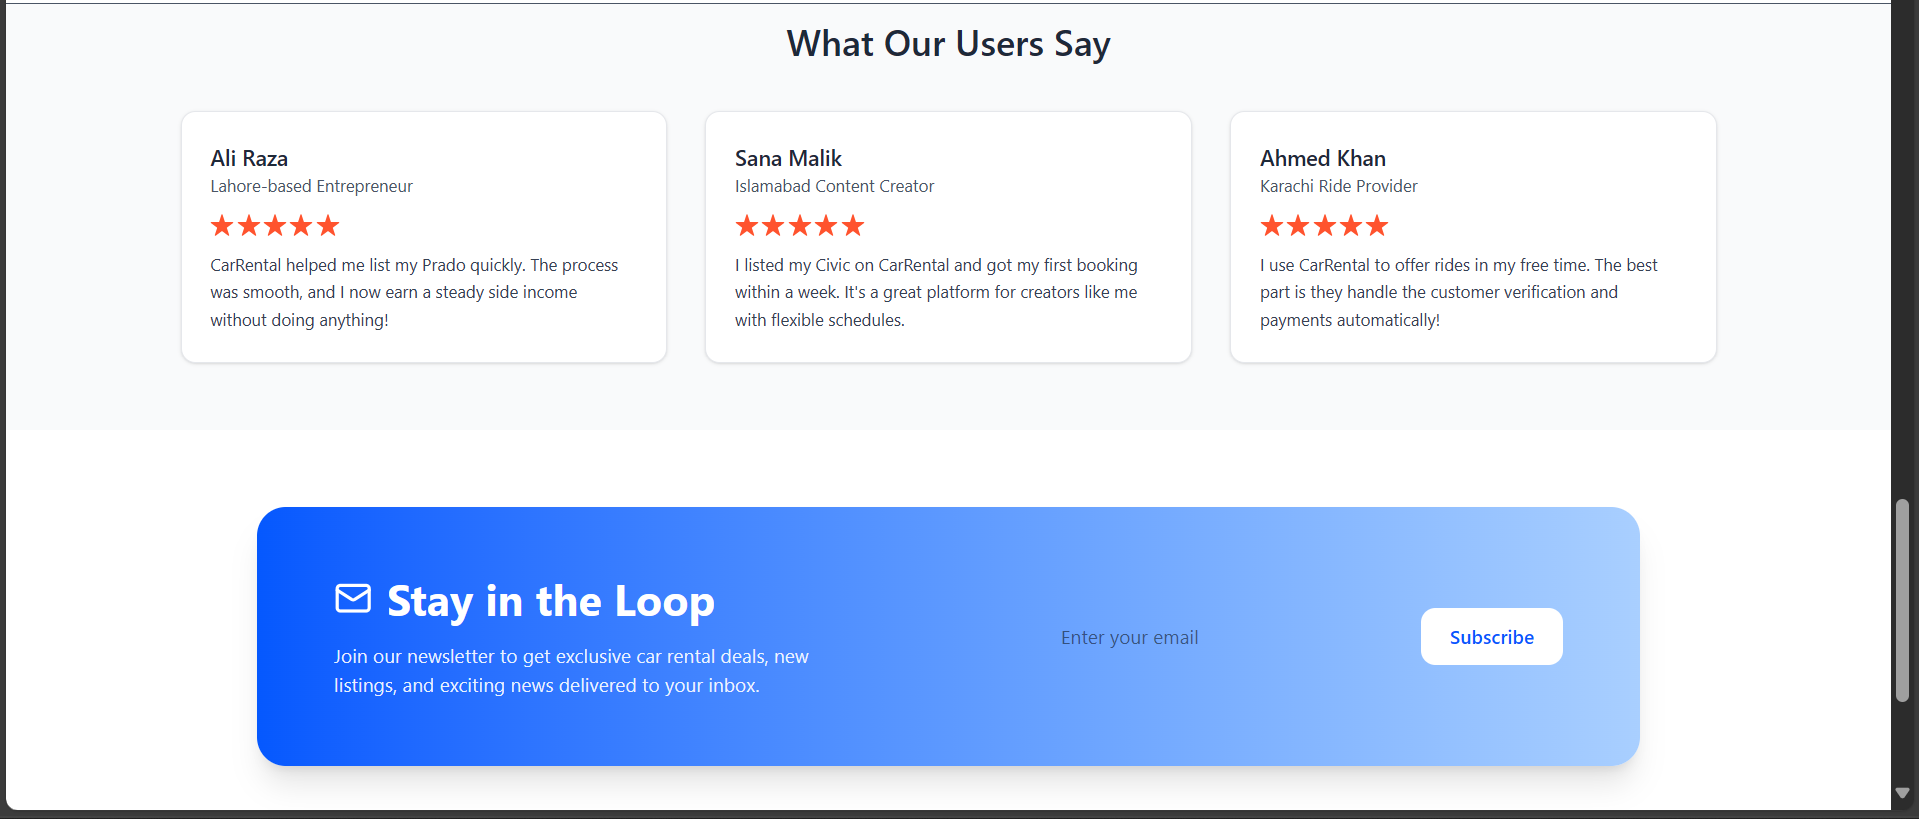 What Our Users Say
Ali Raza
Lahore-based Entrepreneur
CarRental helped me list my Prado quickly. The process
was smooth, and I now earn a steady side income
without doing anything!
Sana Malik
Islamabad Content Creator
I listed my Civic on CarRental and got my first booking
within a week. It's a great platform for creators like me
with flexible schedules.
Ahmed Khan
Karachi Ride Provider
I use CarRental to offer rides in my free time. The best
part is they handle the customer verification and
payments automatically!
Stay in the Loop
Join our newsletter to get exclusive car rental deals, new
listings, and exciting news delivered to your inbox.
Enter your email
Subscribe